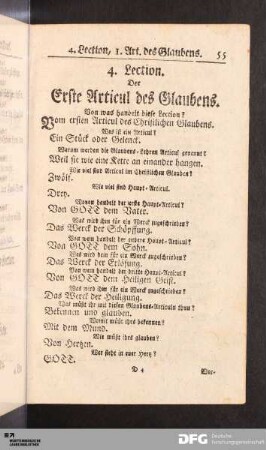 4. Lection, 1. Art. des Glaubens. 55
4. Lection.
Der
Erste Articul des Glaubens.
Von was handelt diese Lection?
Vom ersten Articul des Christlichen Glaubens.
Was ist ein Articul?
Ein Stück oder Gelenck.
Warum werden die Glaubens-Lehren Articul genennt?
Weil sie wie eine Kette an einander hangen.
Wie viel sind Articul im Christlichen Glauben?
Zwölf.
Wie viel sind Haupt-Articul.
Drey.
Wovon handelt der erste Haupt-Articul?
Von GOTT dem Vater.
Was wird ihm für ein Werck zugeschrieben?
Das Werck der Schöpffung.
Von wem handelt der andere Haupt-Articul?
Von GOTT dem Sohn.
Was wird dem für ein Werck zugeschrieben?
Das Werck der Erlösung.
Von wem handelt der dritte Haupt-Articul?
Von GOTT dem Heiligen Geist.
Was wird ihm für ein Werck zugeschrieben?
Das Werck der Heiligung.
Was müßt ihr mit diesen Glaubens-Articuln thun?
Bekennen und glauben.
Womit müßt ihrs bekennen?
Mit dem Mund.
Wie müßt ihrs glauben?
Von Hertzen.
Wer sieht in euer Hertz?
GOTT.
D 4 War-
DFG Deutsche
Forschungsgemeinschaft